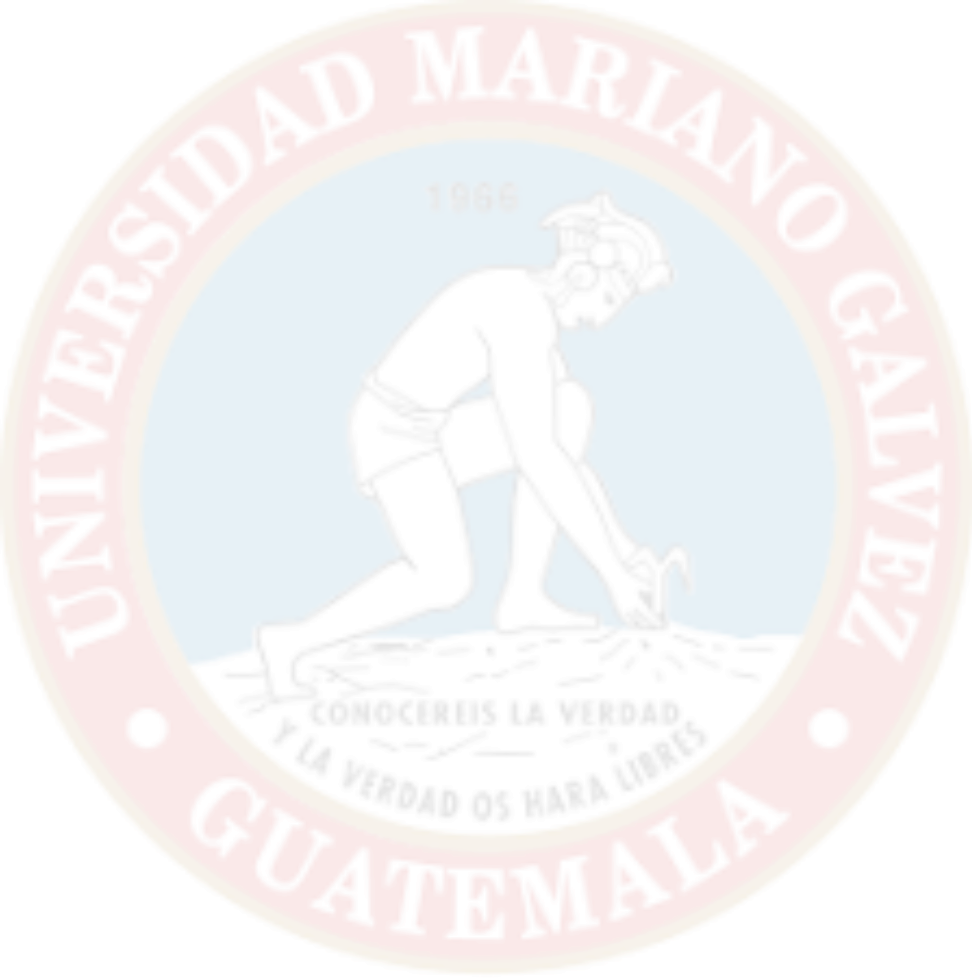 UNIVERSIDAD MARIANO GALVEZ
1966
CONOCEREIS LA VERDAD
Y LA VERDAD OS HARA LIBRES
GUATEMALA